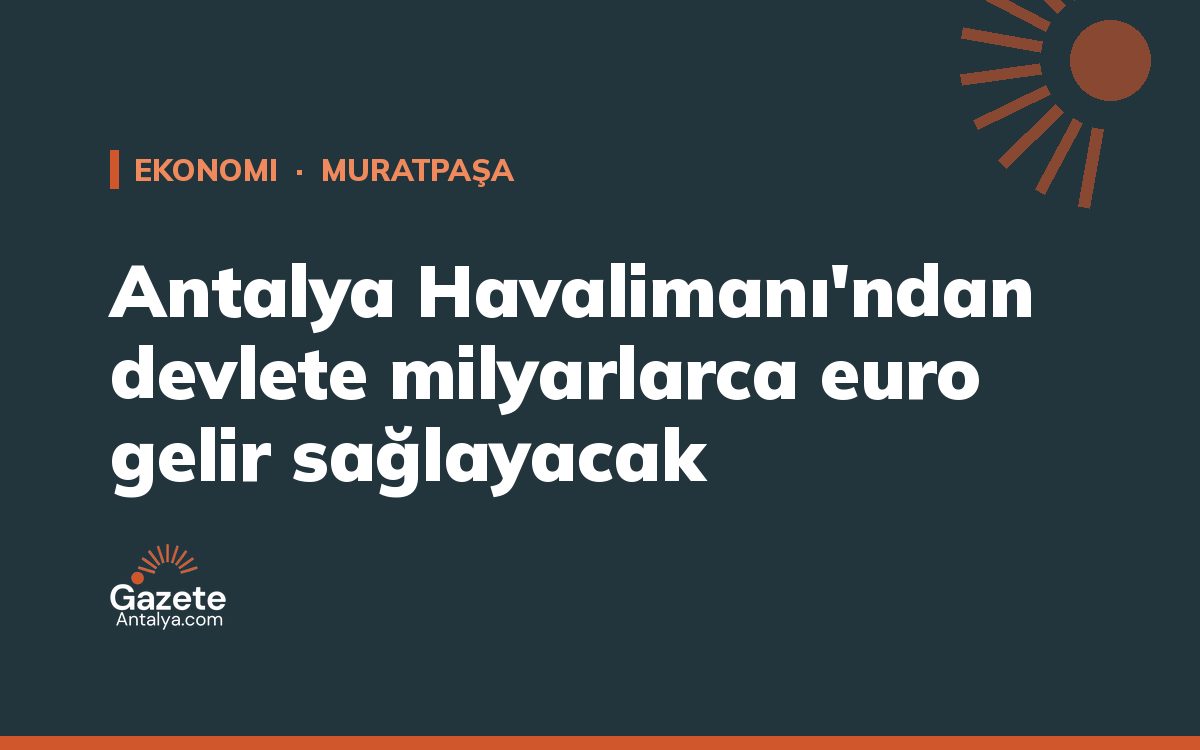 EKONOMI · MURATPAŞA
Antalya Havalimanı'ndan
devlete milyarlarca euro
gelir sağlayacak
Gazete
Antalya.com